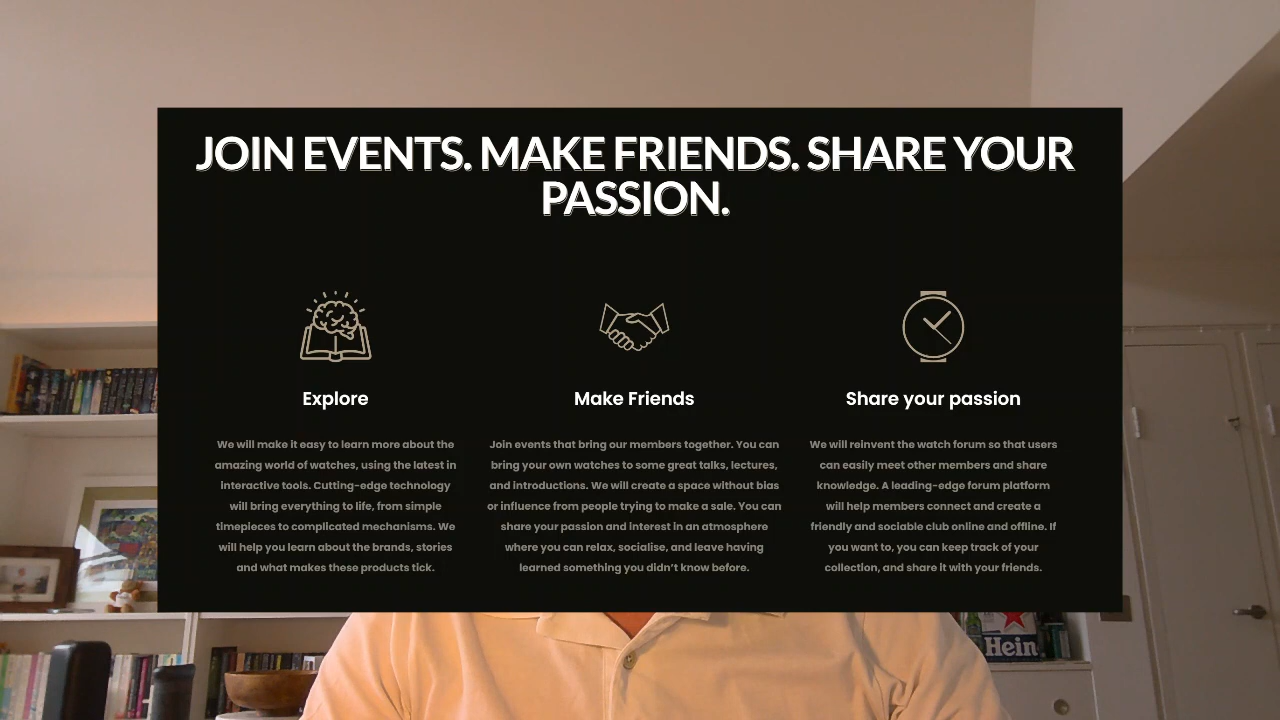 JOIN EVENTS. MAKE FRIENDS. SHARE YOUR
PASSION.
Explore
We will make it easy to learn more about the
amazing world of watches, using the latest in
interactive tools. Cutting-edge technology
will bring everything to life, from simple
timepieces to complicated mechanisms. We
will help you learn about the brands, stories
and what makes these products tick.
Make Friends
Join events that bring our members together. You can
bring your own watches to some great talks, lectures,
and introductions. We will create a space without bias
or influence from people trying to make a sale. You can
share your passion and interest in an atmosphere
where you can relax, socialise, and leave having
learned something you didn't know before.
Share your passion
We will reinvent the watch forum so that users
can easily meet other members and share
knowledge. A leading-edge forum platform
will help members connect and create a
friendly and sociable club online and offline. If
you want to, you can keep track of your
collection, and share it with your friends.
Hein